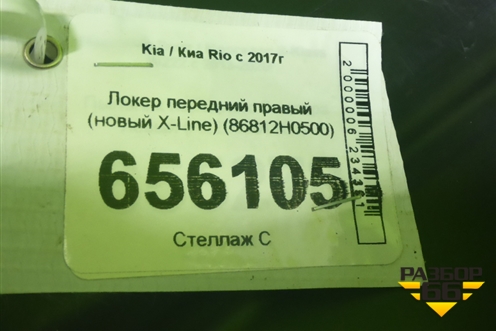 Kia / Киа Rio с 2017г
Локер передний правый
(новый X-Line) (86812H0500)
656105
Стеллаж С
РАЗБОР
66